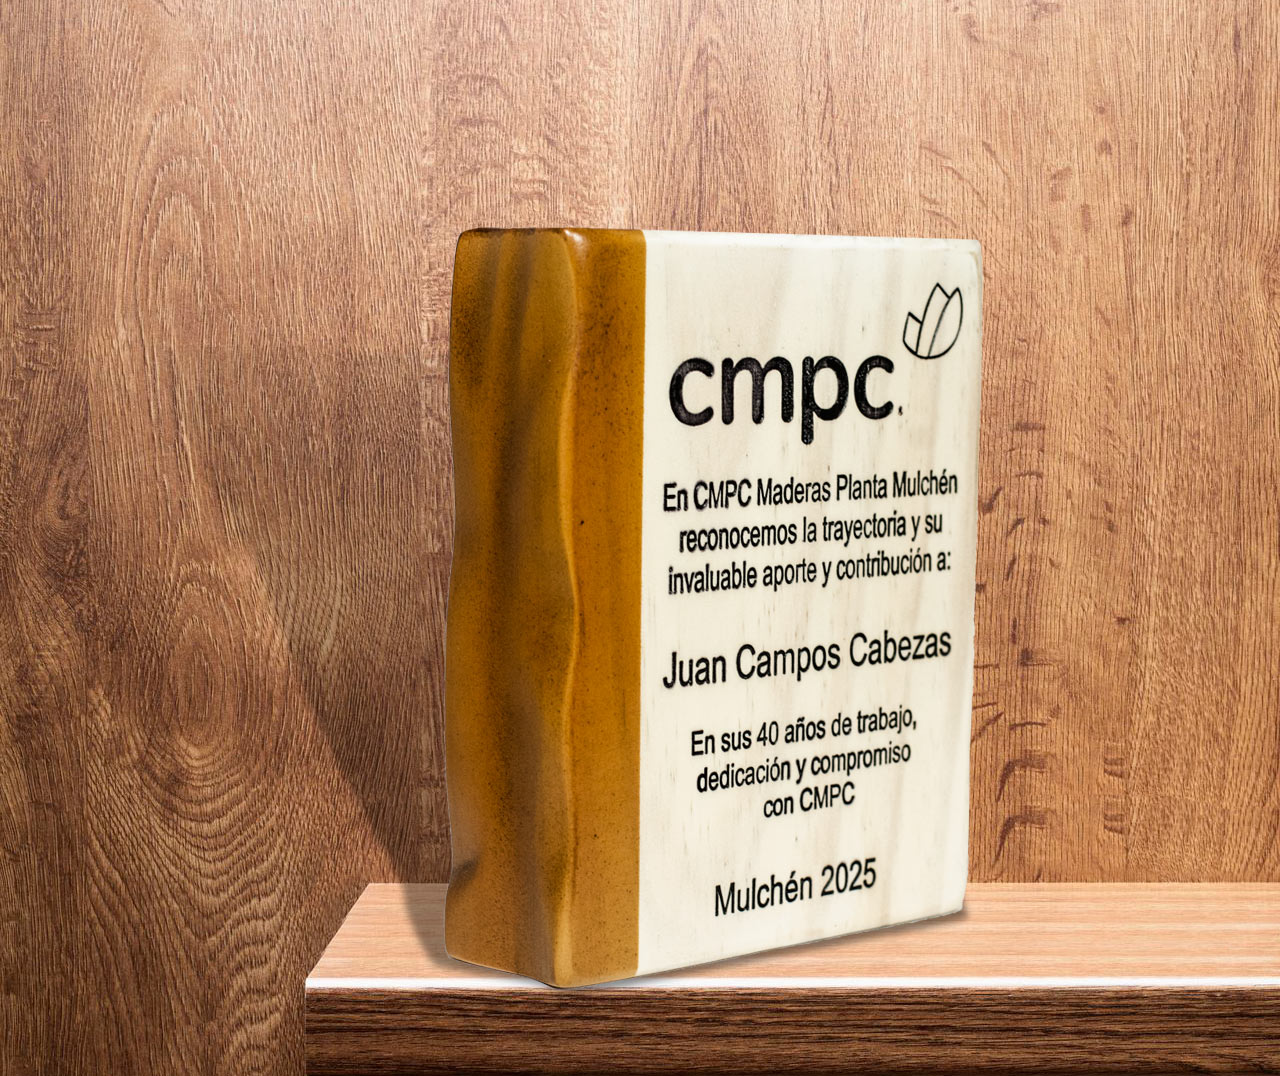 cmpc.
En CMPC Maderas Planta Mulchén
reconocemos la trayectoria y su
invaluable aporte y contribución a:
Juan Campos Cabezas
En sus 40 años de trabajo,
dedicación y compromiso
con CMPC
Mulchén 2025